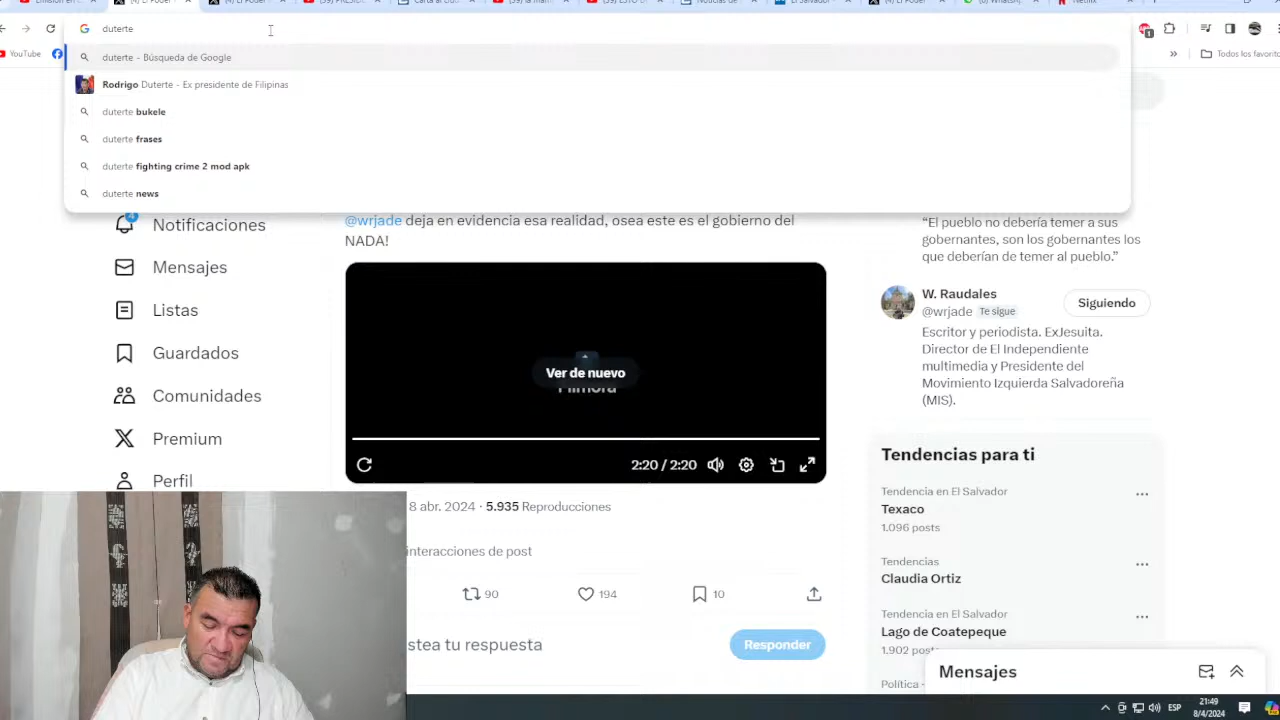 duterte
duterte - Búsqueda de Google
Rodrigo Duterte - Ex presidente de Filipinas
duterte bukele
duterte frases
duterte fighting crime 2 mod apk
duterte news
YouTube
Todos los favorito
1
4
Notificaciones
Mensajes
Listas
Guardados
Comunidades
Premium
Perfil
@wrjade deja en evidencia esa realidad, osea este es el gobierno del
NADA!
Ver de nuevo
Filmora
2:20 / 2:20
8 abr. 2024 · 5.935 Reproducciones
interacciones de post
90
194
10
stea tu respuesta
Responder
“El pueblo no debería temer a sus
gobernantes, son los gobernantes los
que deberían de temer al pueblo.”
W. Raudales
@wrjade Te sigue
Siguiendo
Escritor y periodista. ExJesuita.
Director de El Independiente
multimedia y Presidente del
Movimiento Izquierda Salvadoreña
(MIS).
Tendencias para ti
Tendencia en El Salvador
Texaco
1.096 posts
Tendencias
Claudia Ortiz
Tendencia en El Salvador
Lago de Coatepeque
1.902 posts
Política
Mensajes
ESP
21:49
8/4/2024